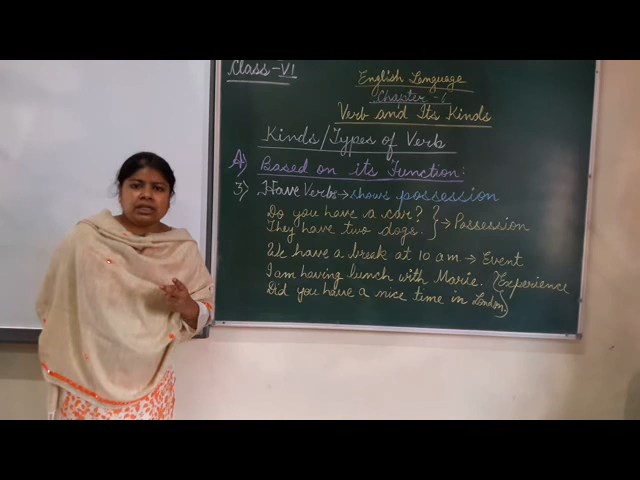 Class-VI
English Language
Chapter-6
Verb and Its Kinds
Kinds/Types of Verb
A) Based on its Function:
3) Have Verbs→shows possession
Do you have a car?
They have two dogs. } → Possession
We have a break at 10 am → Event
I am having lunch with Marie. } Experience
Did you have a nice time in London